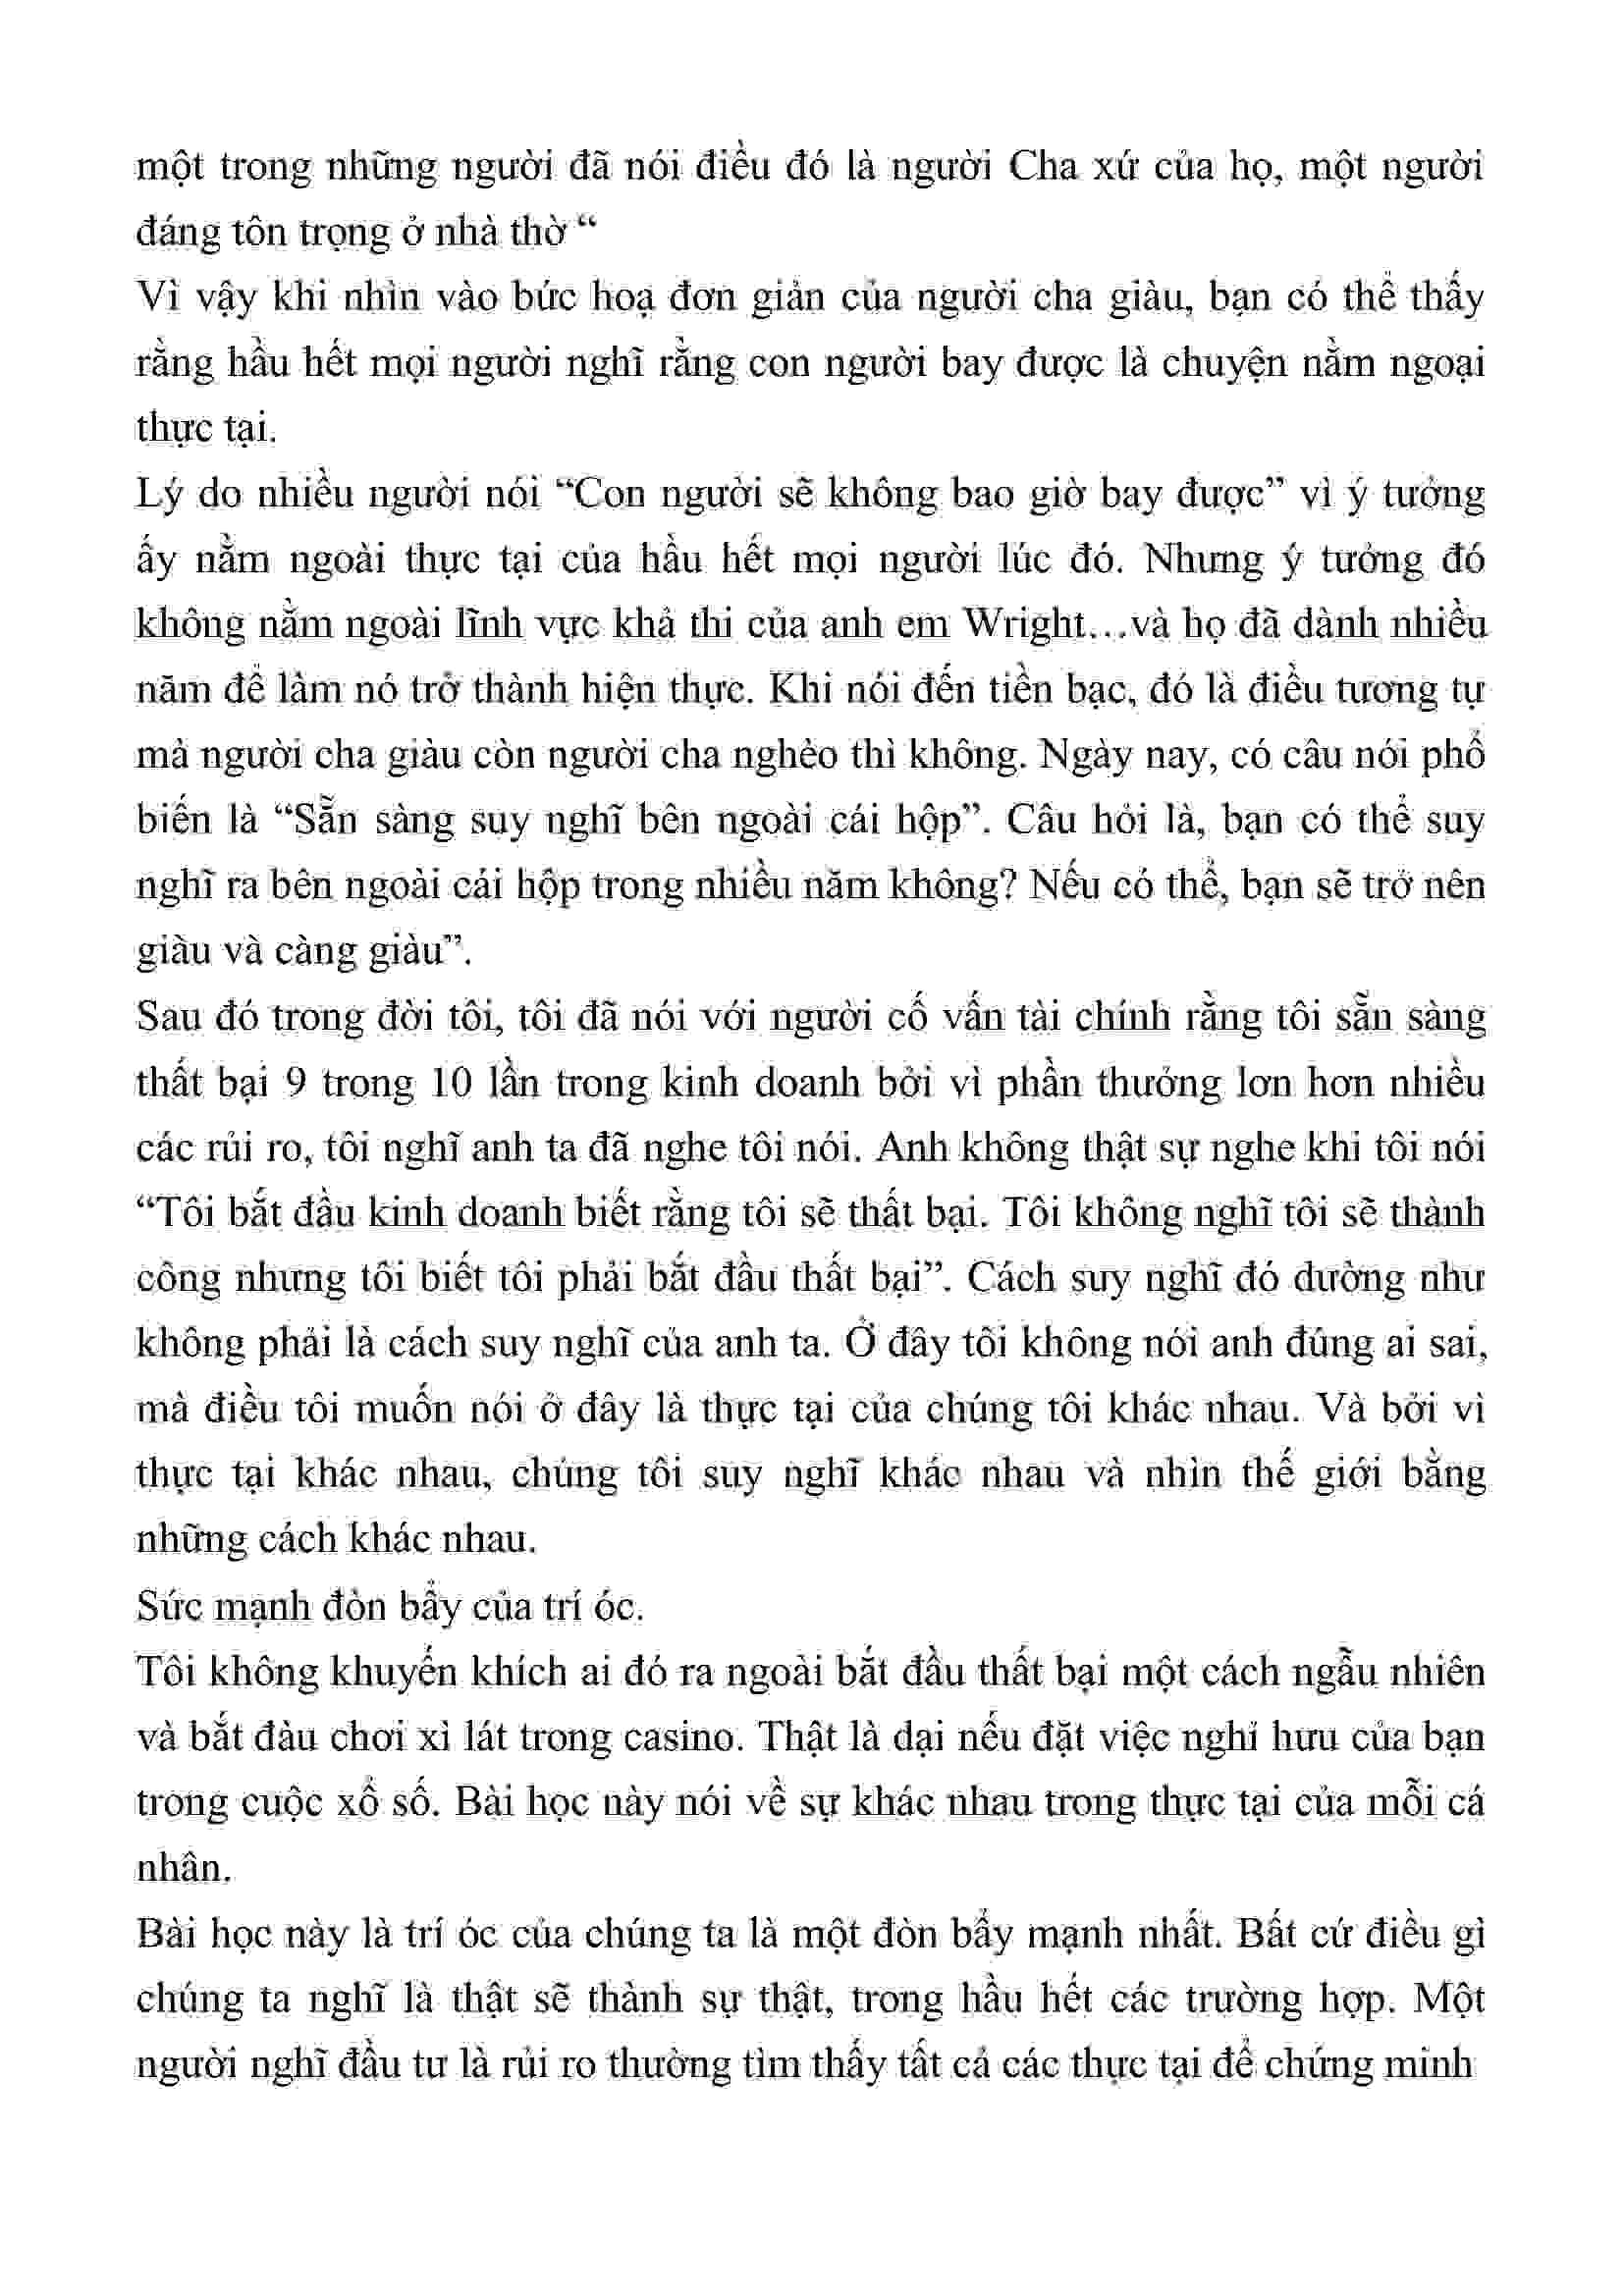 một trong những người đã nói điều đó là người Cha xứ của họ, một người
đáng tôn trọng ở nhà thờ “
Vì vậy khi nhìn vào bức hoạ đơn giản của người cha giàu, bạn có thể thấy
rằng hầu hết mọi người nghĩ rằng con người bay được là chuyện nằm ngoại
thực tại.
Lý do nhiều người nói “Con người sẽ không bao giờ bay được” vì ý tưởng
ấy nằm ngoài thực tại của hầu hết mọi người lúc đó. Nhưng ý tưởng đó
không nằm ngoài lĩnh vực khả thi của anh em Wright…và họ đã dành nhiều
năm để làm nó trở thành hiện thực. Khi nói đến tiền bạc, đó là điều tương tự
mà người cha giàu còn người cha nghèo thì không. Ngày nay, có câu nói phổ
biến là “Sẵn sàng suy nghĩ bên ngoài cái hộp”. Câu hỏi là, bạn có thể suy
nghĩ ra bên ngoài cái hộp trong nhiều năm không? Nếu có thể, bạn sẽ trở nên
giàu và càng giàu”.
Sau đó trong đời tôi, tôi đã nói với người cố vấn tài chính rằng tôi sẵn sàng
thất bại 9 trong 10 lần trong kinh doanh bởi vì phần thưởng lơn hơn nhiều
các rủi ro, tôi nghĩ anh ta đã nghe tôi nói. Anh không thật sự nghe khi tôi nói
“Tôi bắt đầu kinh doanh biết rằng tôi sẽ thất bại. Tôi không nghĩ tôi sẽ thành
công nhưng tôi biết tôi phải bắt đầu thất bại”. Cách suy nghĩ đó dường như
không phải là cách suy nghĩ của anh ta. Ở đây tôi không nói anh đúng ai sai,
mà điều tôi muốn nói ở đây là thực tại của chúng tôi khác nhau. Và bởi vì
thực tại khác nhau, chúng tôi suy nghĩ khác nhau và nhìn thế giới bằng
những cách khác nhau.
Sức mạnh đòn bẩy của trí óc.
Tôi không khuyến khích ai đó ra ngoài bắt đầu thất bại một cách ngẫu nhiên
và bắt đàu chơi xì lát trong casino. Thật là dại nếu đặt việc nghỉ hưu của bạn
trong cuộc xổ số. Bài học này nói về sự khác nhau trong thực tại của mỗi cá
nhân.
Bài học này là trí óc của chúng ta là một đòn bẩy mạnh nhất. Bất cứ điều gì
chúng ta nghĩ là thật sẽ thành sự thật, trong hầu hết các trường hợp. Một
người nghĩ đầu tư là rủi ro thường tìm thấy tất cả các thực tại để chứng minh